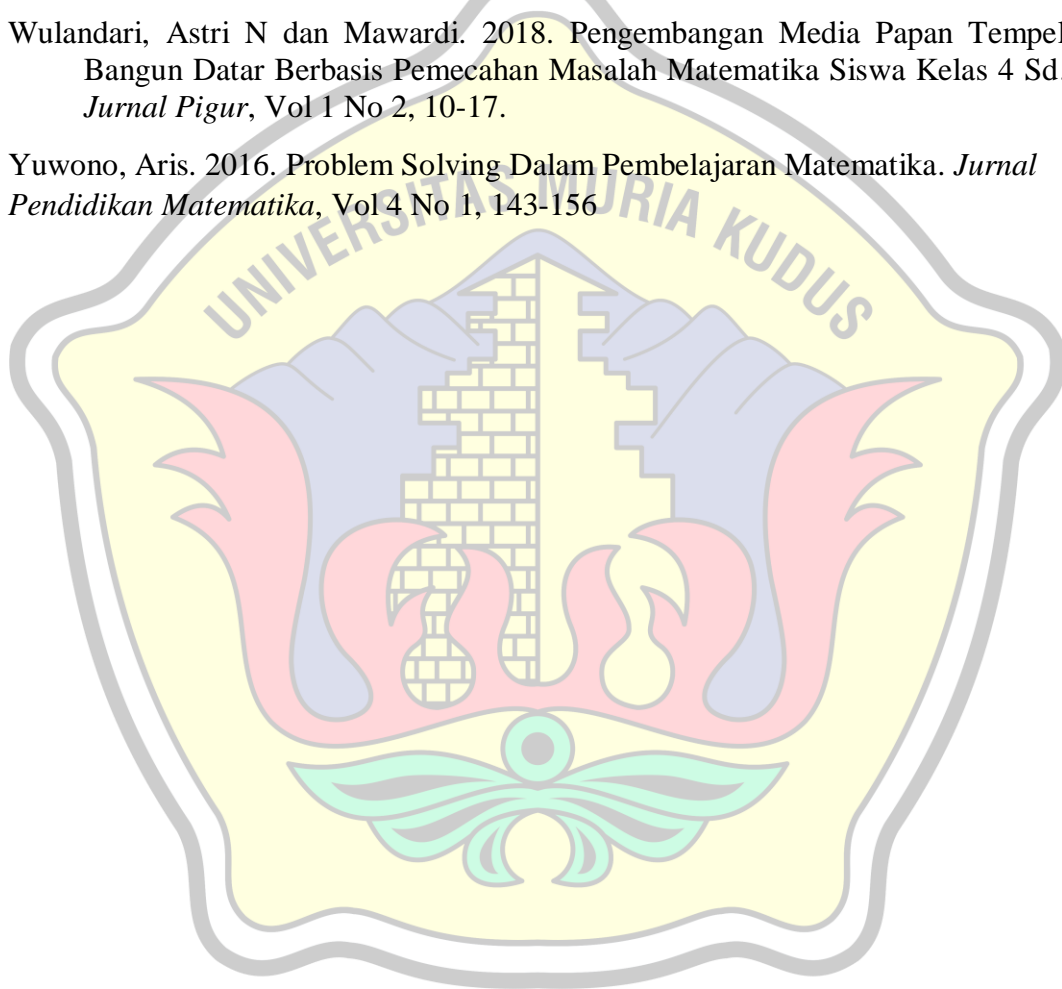 Wulandari, Astri N dan Mawardi. 2018. Pengembangan Media Papan Tempel
Bangun Datar Berbasis Pemecahan Masalah Matematika Siswa Kelas 4 Sd.
Jurnal Pigur, Vol 1 No 2, 10-17.
Yuwono, Aris. 2016. Problem Solving Dalam Pembelajaran Matematika. Jurnal
Pendidikan Matematika, Vol 4 No 1, 143-156
UNIVERSITAS MURIA KUDUS